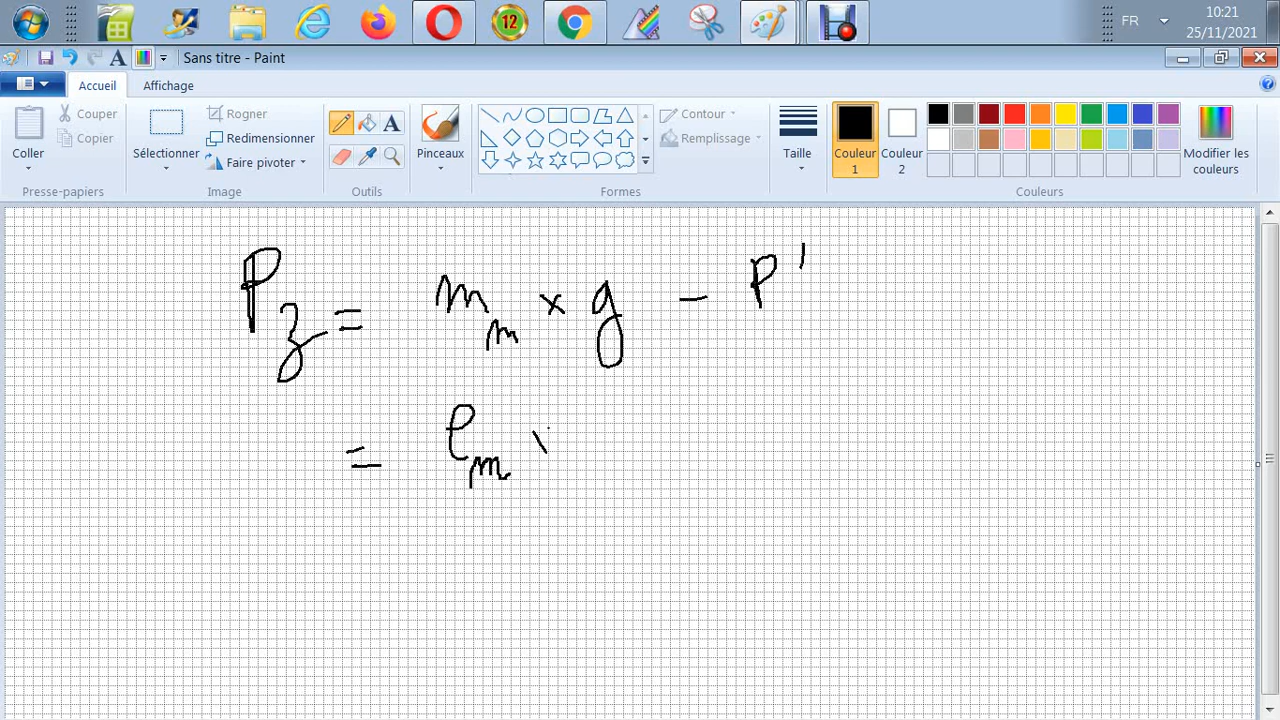 12
FR
10:21
25/11/2021
Sans titre - Paint
Accueil Affichage
Coller
Couper
Copier
Presse-papiers
Sélectionner
Rogner
Redimensionner
Faire pivoter
Image
Outils
Pinceaux
Formes
Contour
Remplissage
Taille
Couleur 1
Couleur 2
Modifier les couleurs
Couleurs
P_z = m_m × g - P'
= ρ_m